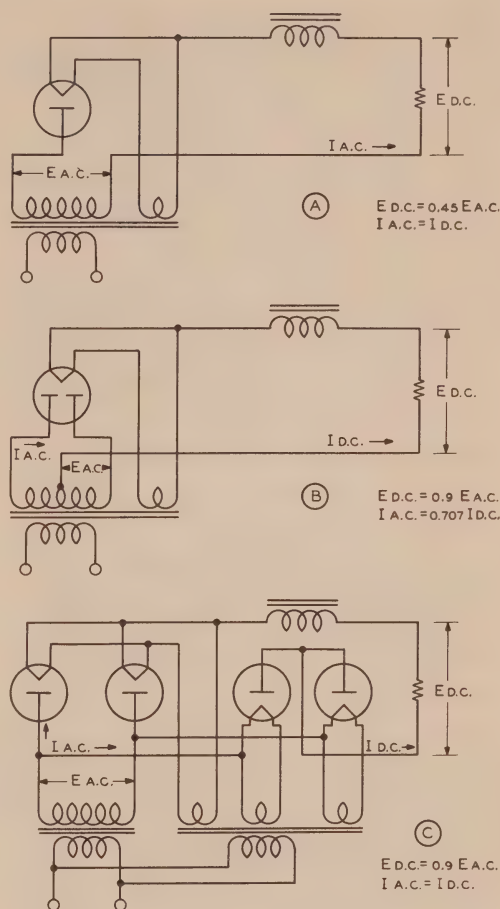 E D.C.
I A.C.
E A.C.
A
E D.C. = 0.45 E A.C.
I A.C. = I D.C.
E D.C.
I D.C.
I A.C.
E A.C.
B
E D.C. = 0.9 E A.C.
I A.C. = 0.707 I D.C.
E D.C.
I A.C.
I D.C.
E A.C.
C
E D.C. = 0.9 E A.C.
I A.C. = I D.C.